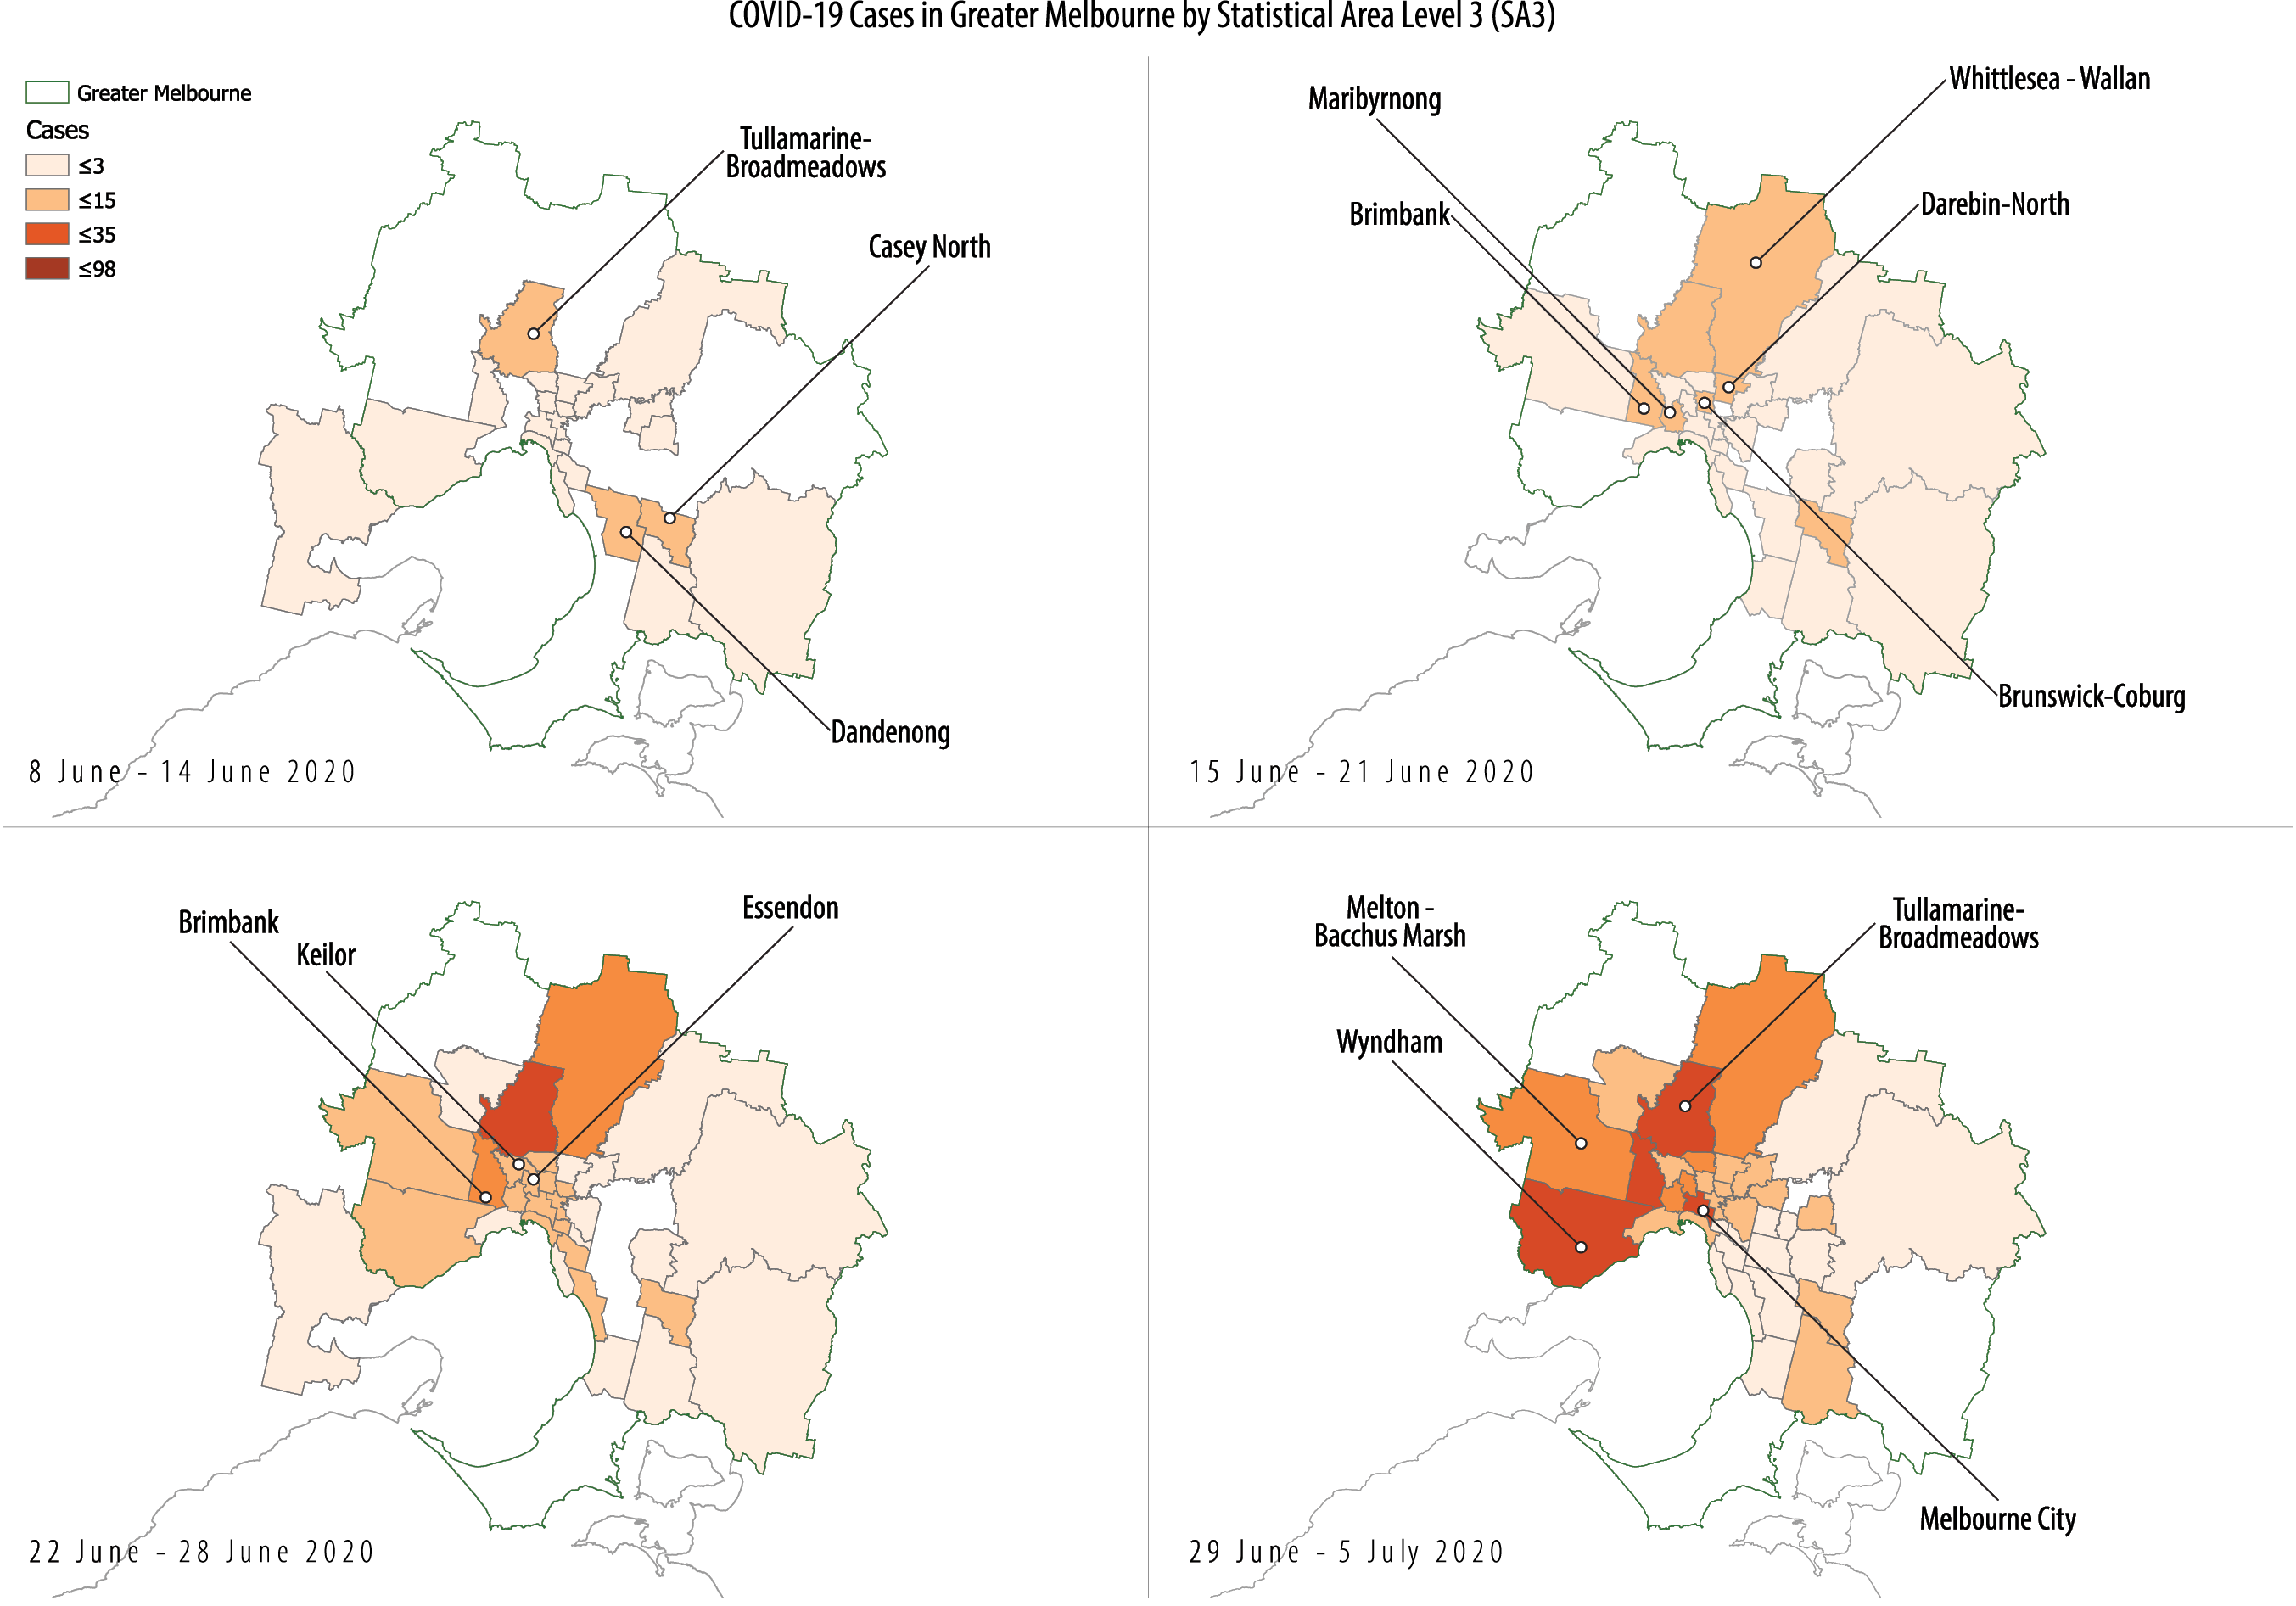 COVID-19 Cases in Greater Melbourne by Statistical Area Level 3 (SA3)
Greater Melbourne
Cases
≤3
≤15
≤35
≤98
Tullamarine-
Broadmeadows
Casey North
Dandenong
8 June - 14 June 2020
Maribyrnong
Whittlesea - Wallan
Brimbank
Darebin-North
Brunswick-Coburg
15 June - 21 June 2020
Brimbank
Keilor
Essendon
22 June - 28 June 2020
Melton -
Bacchus Marsh
Tullamarine-
Broadmeadows
Wyndham
Melbourne City
29 June - 5 July 2020